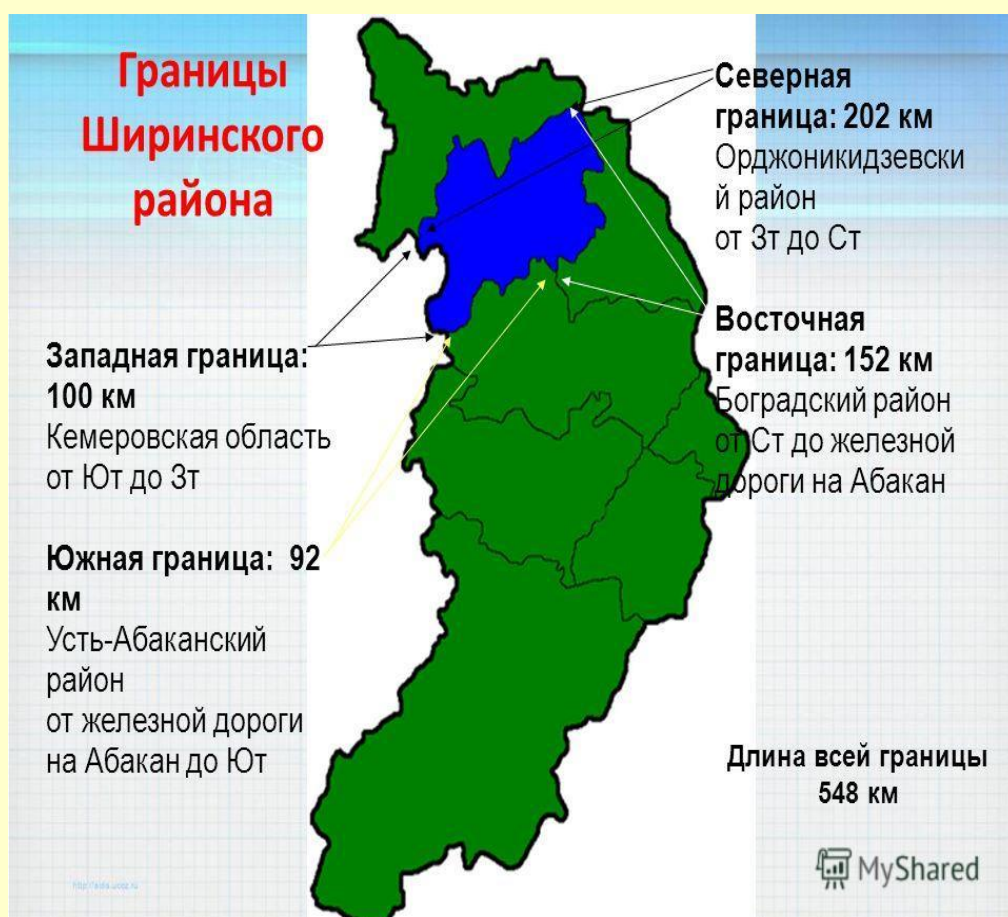 Границы
Ширинского
района
Северная
граница: 202 км
Орджоникидзевски
й район
от Зт до Ст
Восточная
граница: 152 км
Боградский район
от Ст до железной
дороги на Абакан
Западная граница:
100 км
Кемеровская область
от Ют до Зт
Южная граница: 92
км
Усть-Абаканский
район
от железной дороги
на Абакан до Ют
Длина всей границы
548 км
MyShared